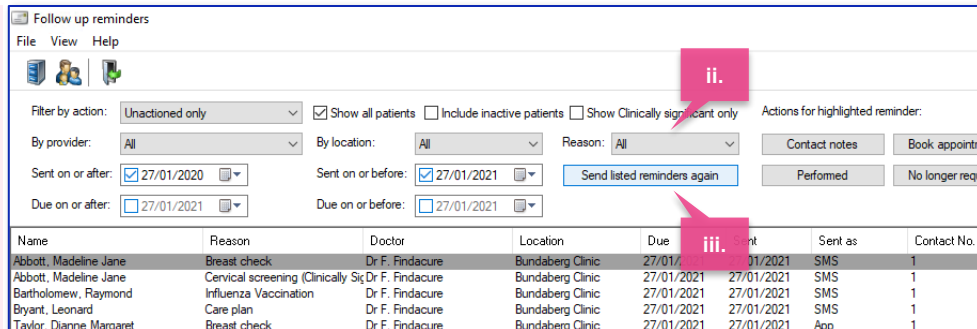 Follow up reminders
File View Help
ii.
Filter by action: Unactioned only Show all patients Include inactive patients Show Clinically significant only Actions for highlighted reminder:
By provider: All By location: All Reason: All Contact notes Book appointm
Sent on or after: 27/01/2020 Sent on or before: 27/01/2021 Send listed reminders again Performed No longer requ
Due on or after: 27/01/2021 Due on or before: 27/01/2021
iii.
Name Reason Doctor Location Due Sent Sent as Contact No.
Abbott, Madeline Jane Breast check Dr F. Findacure Bundaberg Clinic 27/01/2021 27/01/2021 SMS 1
Abbott, Madeline Jane Cervical screening (Clinically Sig Dr F. Findacure Bundaberg Clinic 27/01/2021 27/01/2021 SMS 1
Bartholomew, Raymond Influenza Vaccination Dr F. Findacure Bundaberg Clinic 27/01/2021 27/01/2021 SMS 1
Bryant, Leonard Care plan Dr F. Findacure Bundaberg Clinic 27/01/2021 27/01/2021 SMS 1
Taylor, Dianne Margaret Breast check Dr F. Findacure Bundaberg Clinic 27/01/2021 27/01/2021 App 1